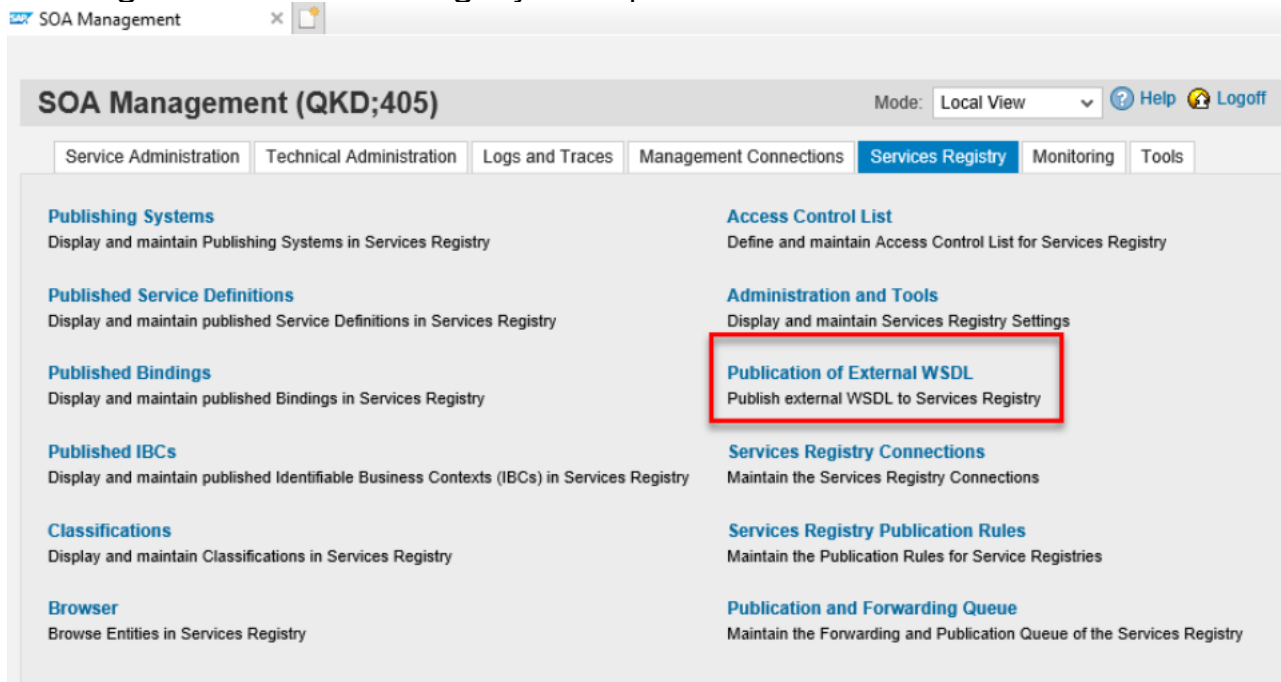 SAP SOA Management
SOA Management (QKD;405)
Mode: Local View Help Logoff
Service Administration Technical Administration Logs and Traces Management Connections Services Registry Monitoring Tools
Publishing Systems
Display and maintain Publishing Systems in Services Registry
Published Service Definitions
Display and maintain published Service Definitions in Services Registry
Published Bindings
Display and maintain published Bindings in Services Registry
Published IBCs
Display and maintain published Identifiable Business Contexts (IBCs) in Services Registry
Classifications
Display and maintain Classifications in Services Registry
Browser
Browse Entities in Services Registry
Access Control List
Define and maintain Access Control List for Services Registry
Administration and Tools
Display and maintain Services Registry Settings
Publication of External WSDL
Publish external WSDL to Services Registry
Services Registry Connections
Maintain the Services Registry Connections
Services Registry Publication Rules
Maintain the Publication Rules for Service Registries
Publication and Forwarding Queue
Maintain the Forwarding and Publication Queue of the Services Registry